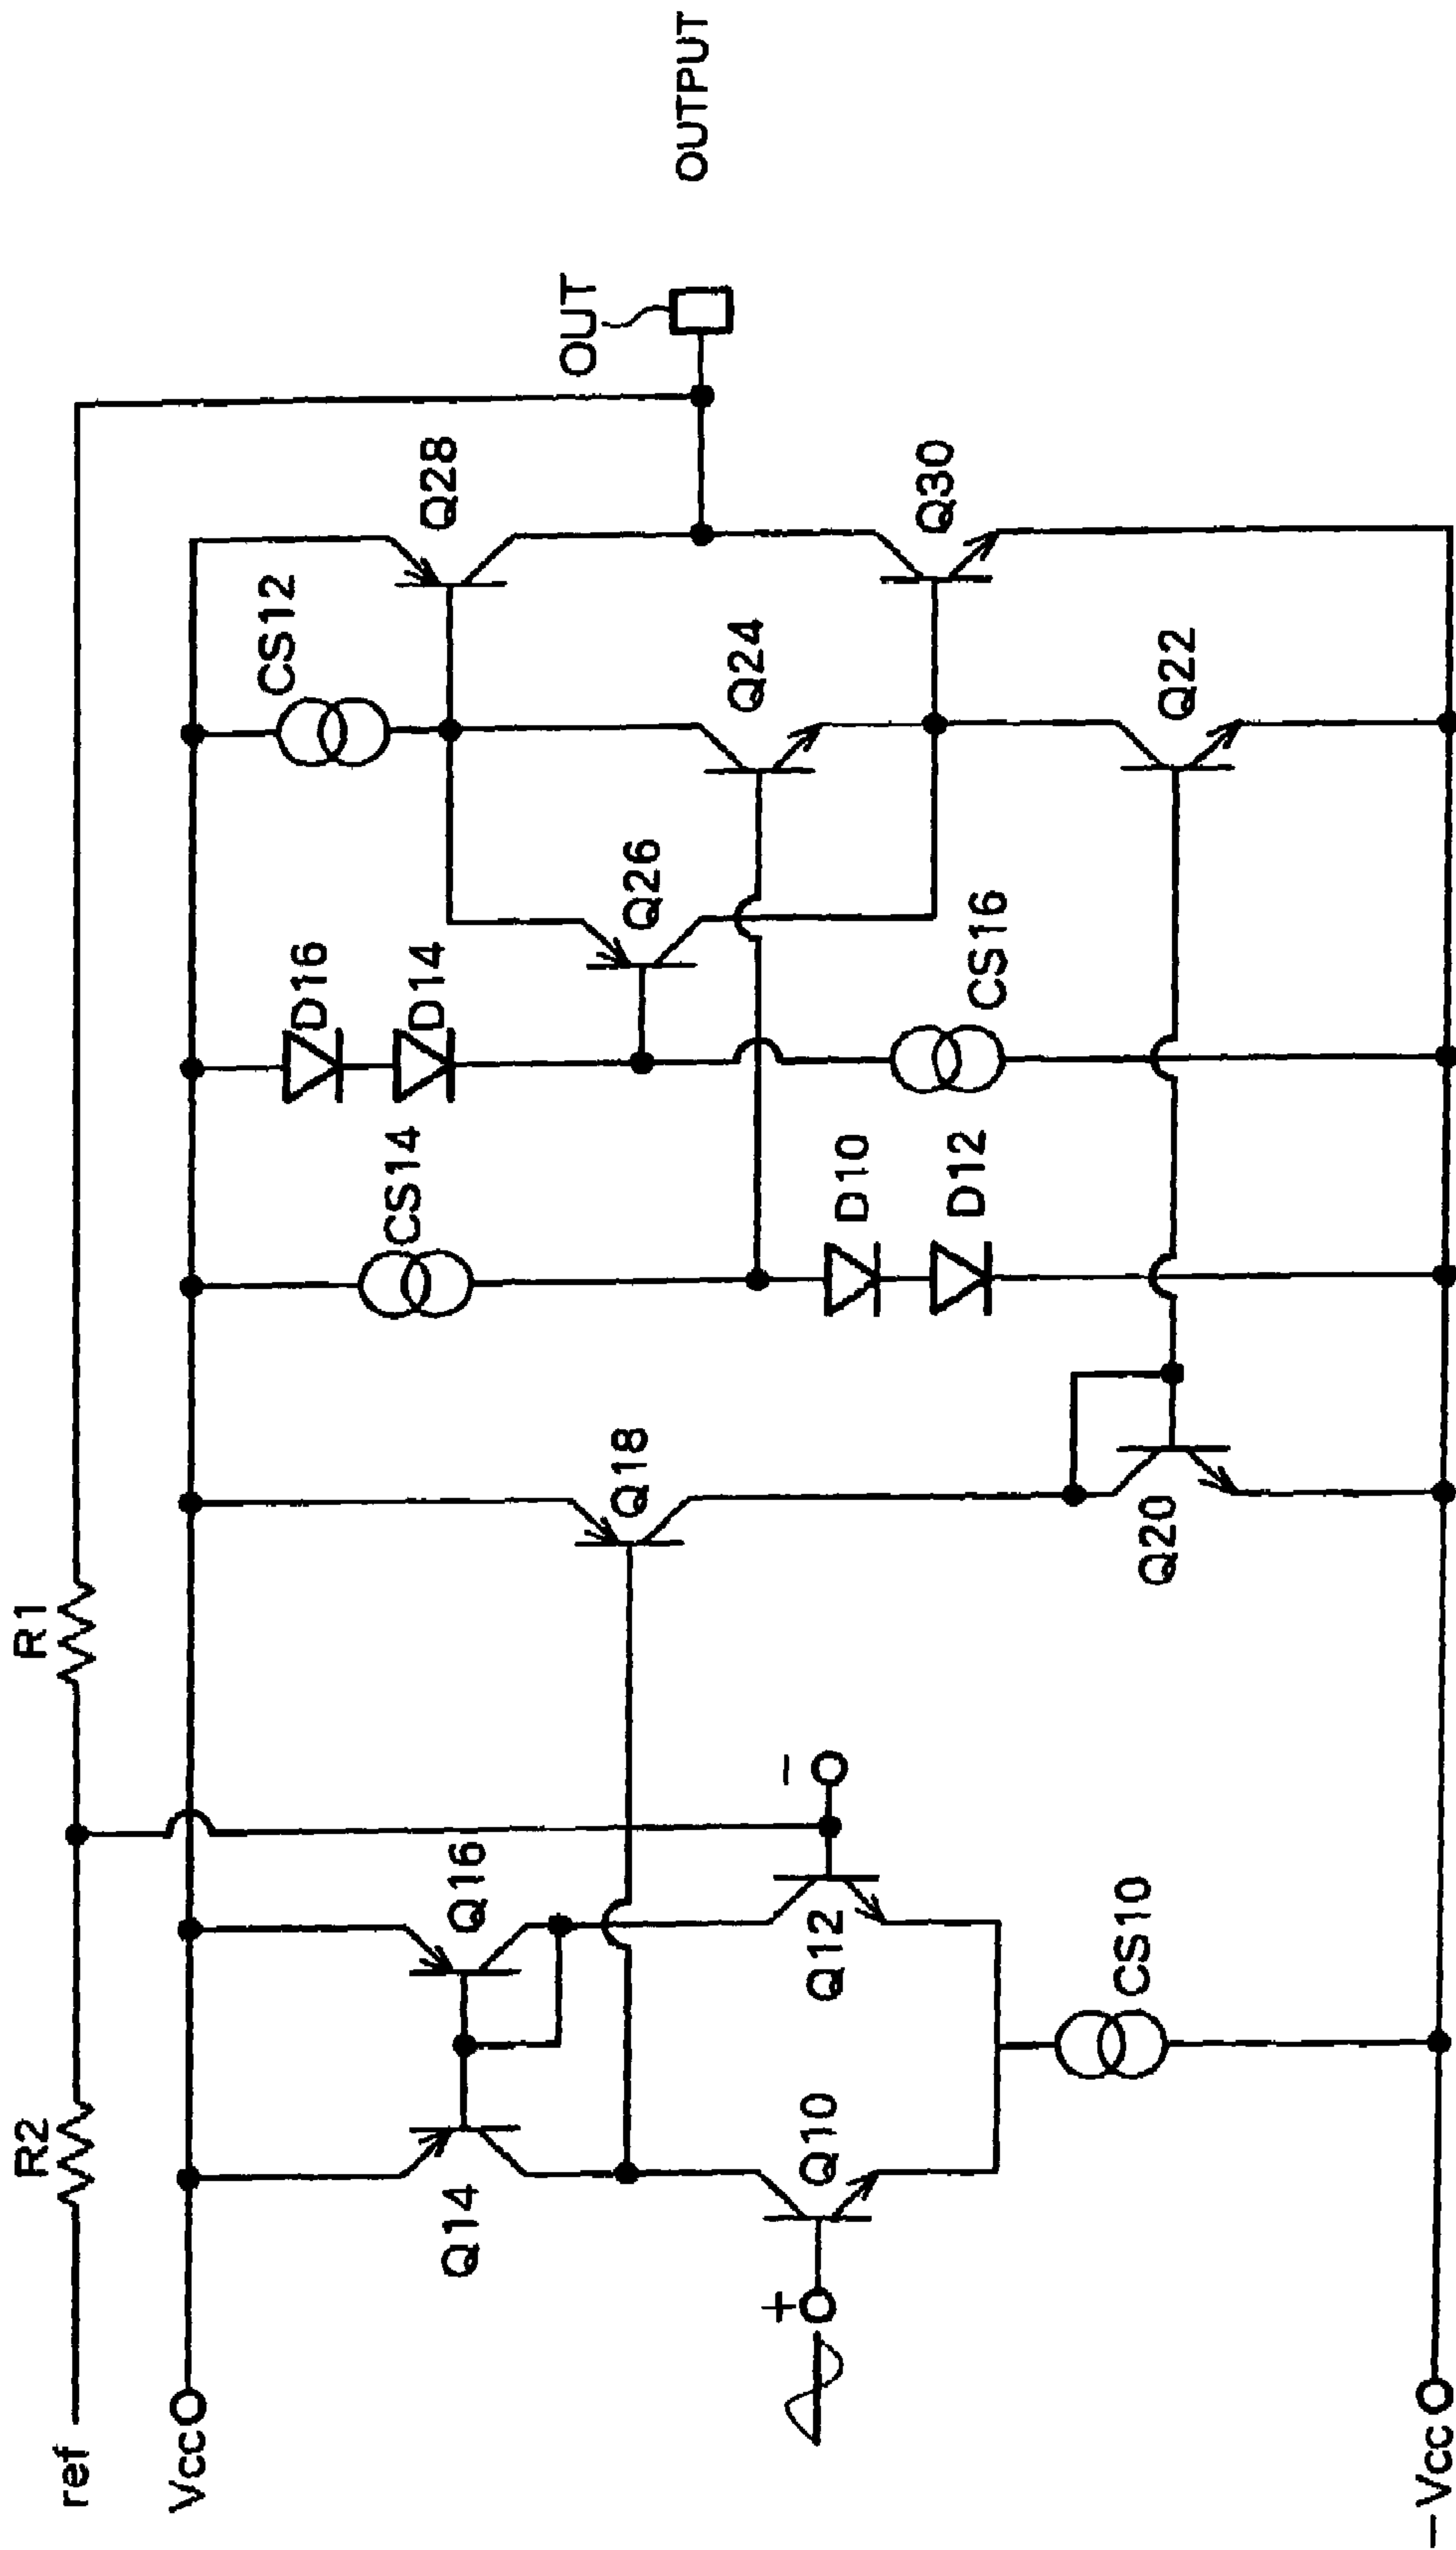 ref
R2
R1
Vcc
Q14
Q16
Q18
CS14
D16
D14
CS12
Q28
OUT
OUTPUT
Q26
Q24
+
Q10
Q12
−
D10
D12
CS16
Q30
CS10
Q20
Q22
−Vcc